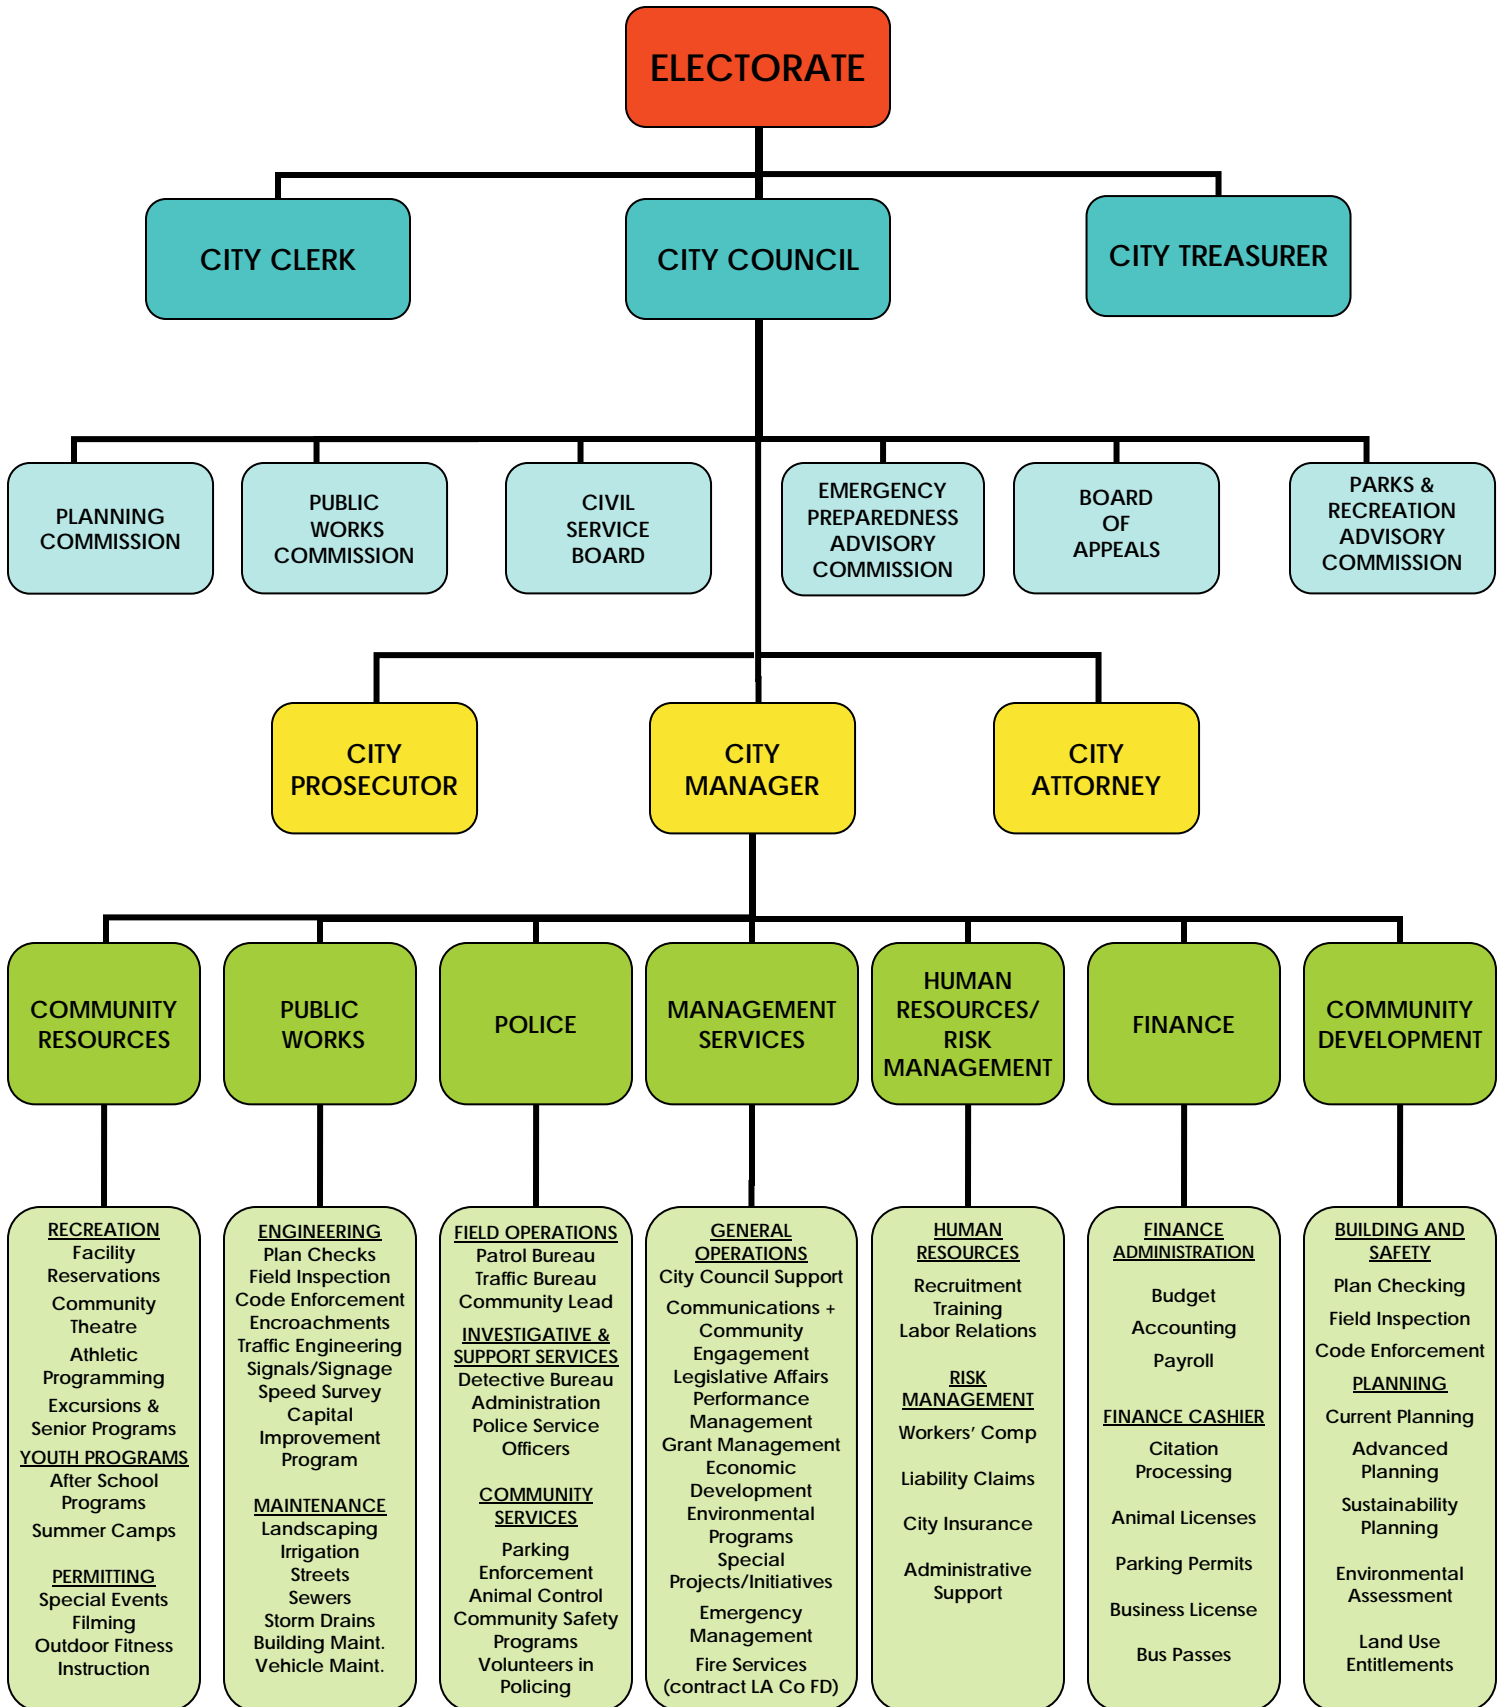 ELECTORATE
CITY CLERK
CITY COUNCIL
CITY TREASURER
PLANNING
COMMISSION
PUBLIC
WORKS
COMMISSION
CIVIL
SERVICE
BOARD
EMERGENCY
PREPAREDNESS
ADVISORY
COMMISSION
BOARD
OF
APPEALS
PARKS &
RECREATION
ADVISORY
COMMISSION
CITY
PROSECUTOR
CITY
MANAGER
CITY
ATTORNEY
COMMUNITY
RESOURCES
PUBLIC
WORKS
POLICE
MANAGEMENT
SERVICES
HUMAN
RESOURCES/
RISK
MANAGEMENT
FINANCE
COMMUNITY
DEVELOPMENT
RECREATION
Facility
Reservations
Community
Theatre
Athletic
Programming
Excursions &
Senior Programs
YOUTH PROGRAMS
After School
Programs
Summer Camps
PERMITTING
Special Events
Filming
Outdoor Fitness
Instruction
ENGINEERING
Plan Checks
Field Inspection
Code Enforcement
Encroachments
Traffic Engineering
Signals/Signage
Speed Survey
Capital
Improvement
Program
MAINTENANCE
Landscaping
Irrigation
Streets
Sewers
Storm Drains
Building Maint.
Vehicle Maint.
FIELD OPERATIONS
Patrol Bureau
Traffic Bureau
Community Lead
INVESTIGATIVE &
SUPPORT SERVICES
Detective Bureau
Administration
Police Service
Officers
COMMUNITY
SERVICES
Parking
Enforcement
Animal Control
Community Safety
Programs
Volunteers in
Policing
GENERAL
OPERATIONS
City Council Support
Communications +
Community
Engagement
Legislative Affairs
Performance
Management
Grant Management
Economic
Development
Environmental
Programs
Special
Projects/Initiatives
Emergency
Management
Fire Services
(contract LA Co FD)
HUMAN
RESOURCES
Recruitment
Training
Labor Relations
RISK
MANAGEMENT
Workers' Comp
Liability Claims
City Insurance
Administrative
Support
FINANCE
ADMINISTRATION
Budget
Accounting
Payroll
FINANCE CASHIER
Citation
Processing
Animal Licenses
Parking Permits
Business License
Bus Passes
BUILDING AND
SAFETY
Plan Checking
Field Inspection
Code Enforcement
PLANNING
Current Planning
Advanced
Planning
Sustainability
Planning
Environmental
Assessment
Land Use
Entitlements